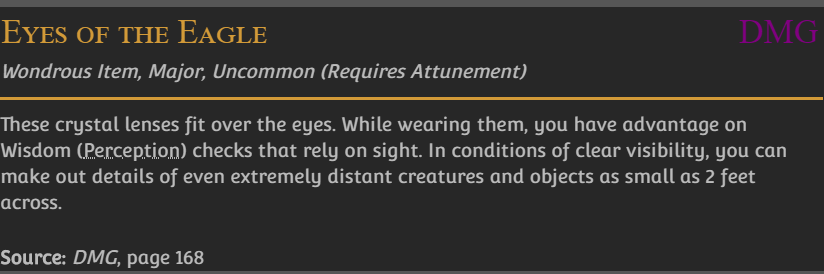 Eyes of the Eagle DMG
Wondrous Item, Major, Uncommon (Requires Attunement)
These crystal lenses fit over the eyes. While wearing them, you have advantage on
Wisdom (Perception) checks that rely on sight. In conditions of clear visibility, you can
make out details of even extremely distant creatures and objects as small as 2 feet
across.
Source: DMG, page 168